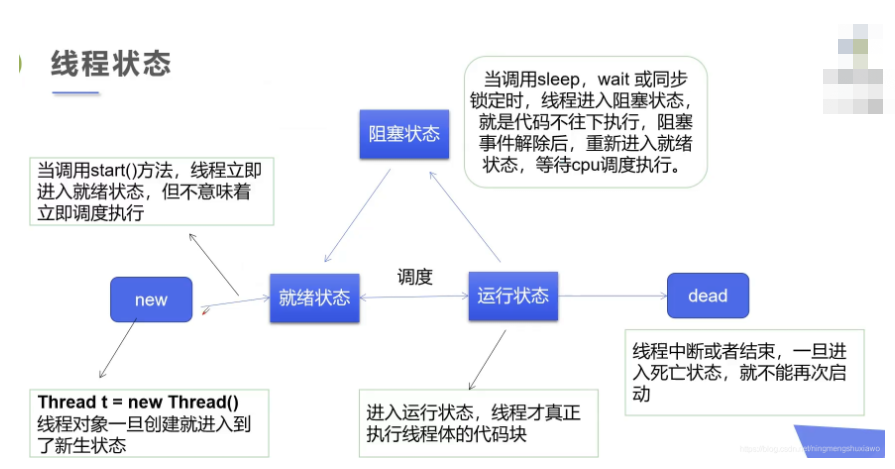 线程状态
当调用sleep，wait 或同步
锁定时，线程进入阻塞状态，
就是代码不往下执行，阻塞
事件解除后，重新进入就绪
状态，等待cpu调度执行。
阻塞状态
当调用start()方法，线程立即
进入就绪状态，但不意味着
立即调度执行
new
就绪状态
调度
运行状态
dead
Thread t = new Thread()
线程对象一旦创建就进入到
了新生状态
进入运行状态，线程才真正
执行线程体的代码块
线程中断或者结束，一旦进
入死亡状态，就不能再次启
动